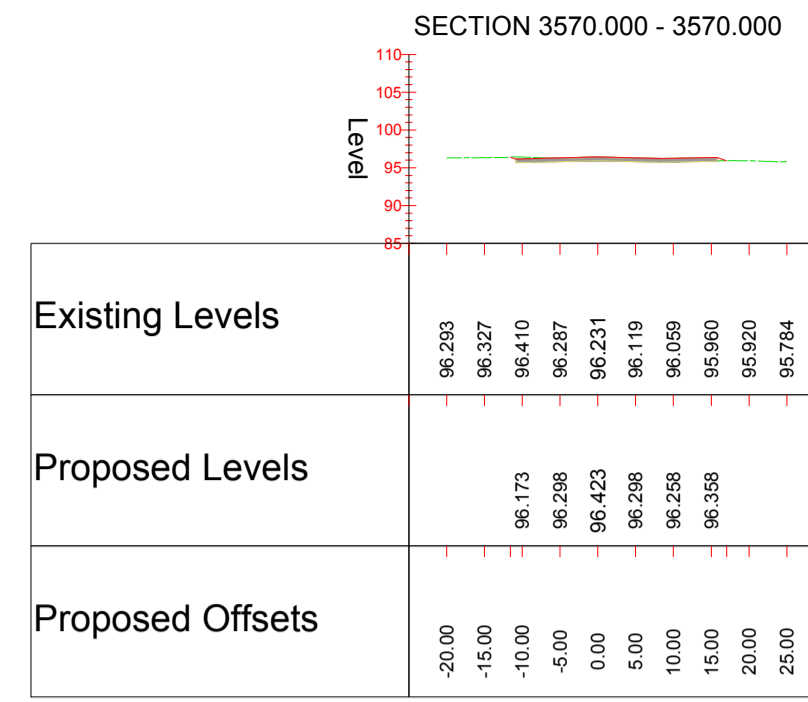 SECTION 3570.000 - 3570.000
110
105
100
95
90
85
Level
Existing Levels
96.293 96.327 96.410 96.287 96.231 96.119 96.059 95.960 95.920 95.784
Proposed Levels
96.173 96.298 96.423 96.298 96.258 96.358
Proposed Offsets
-20.00 -15.00 -10.00 -5.00 0.00 5.00 10.00 15.00 20.00 25.00